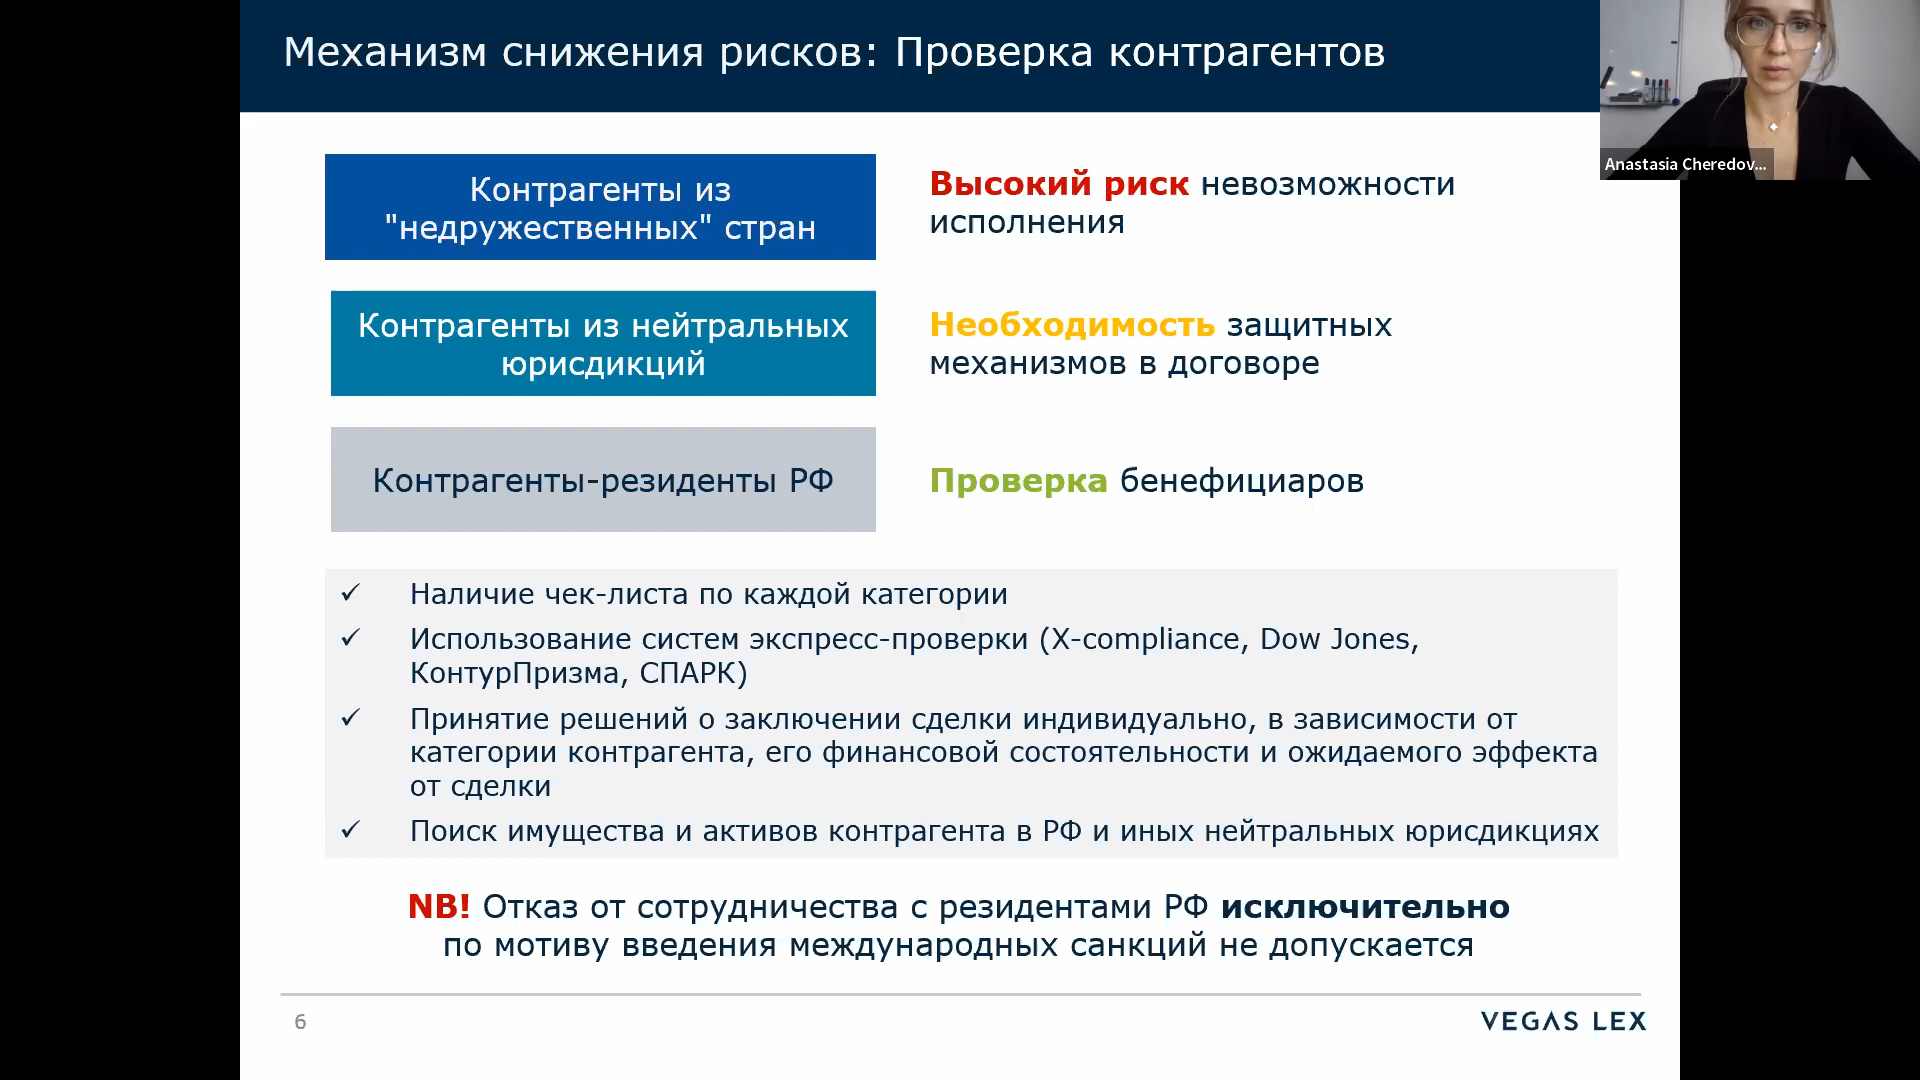 Механизм снижения рисков: Проверка контрагентов
Anastasia Cheredov...
Контрагенты из
"недружественных" стран
Высокий риск невозможности
исполнения
Контрагенты из нейтральных
юрисдикций
Необходимость защитных
механизмов в договоре
Контрагенты-резиденты РФ
Проверка бенефициаров
✓ Наличие чек-листа по каждой категории
✓ Использование систем экспресс-проверки (X-compliance, Dow Jones,
КонтурПризма, СПАРК)
✓ Принятие решений о заключении сделки индивидуально, в зависимости от
категории контрагента, его финансовой состоятельности и ожидаемого эффекта
от сделки
✓ Поиск имущества и активов контрагента в РФ и иных нейтральных юрисдикциях
NB! Отказ от сотрудничества с резидентами РФ исключительно
по мотиву введения международных санкций не допускается
6
VEGAS LEX